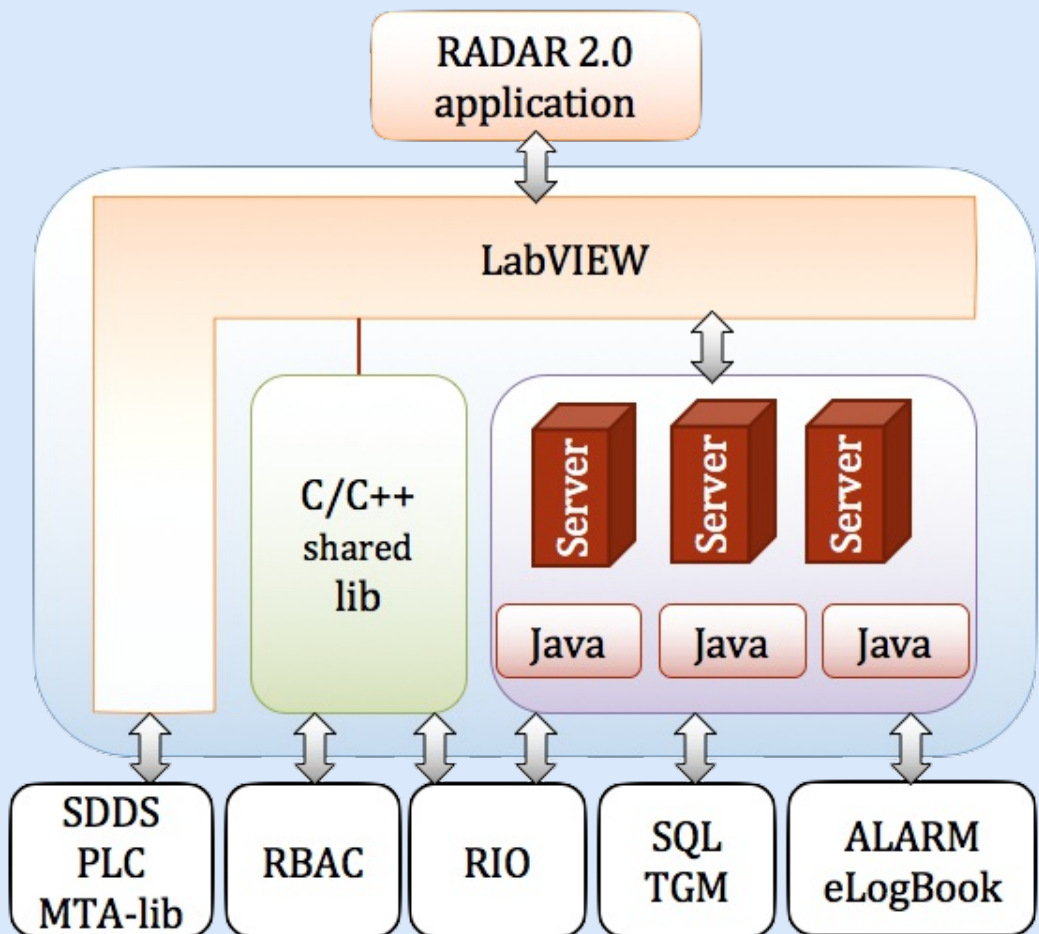 RADAR 2.0
application
LabVIEW
C/C++
shared
lib
Server
Server
Server
Java
Java
Java
SDDS
PLC
MTA-lib
RBAC
RIO
SQL
TGM
ALARM
eLogBook